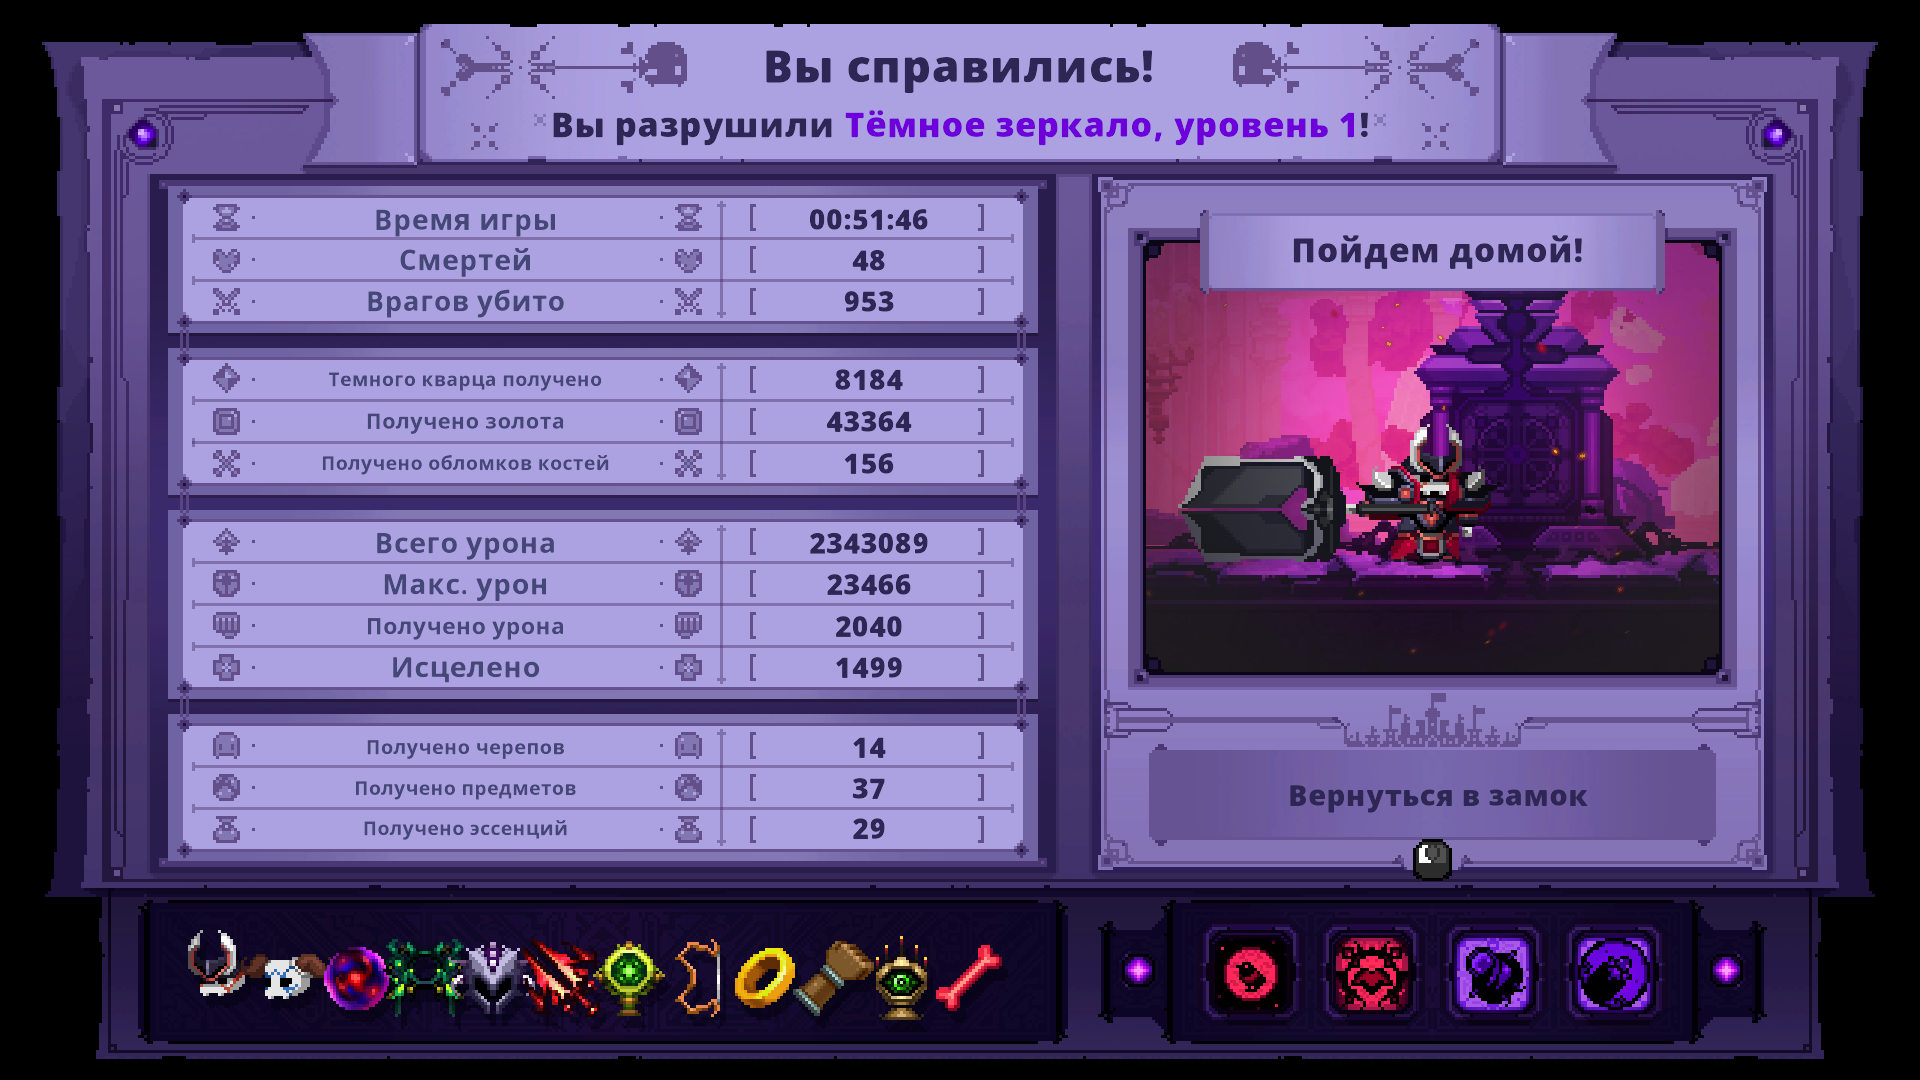 Вы справились!
Вы разрушили Тёмное зеркало, уровень 1!
Время игры [ 00:51:46 ]
Смертей [ 48 ]
Врагов убито [ 953 ]
Темного кварца получено [ 8184 ]
Получено золота [ 43364 ]
Получено обломков костей [ 156 ]
Всего урона [ 2343089 ]
Макс. урон [ 23466 ]
Получено урона [ 2040 ]
Исцелено [ 1499 ]
Получено черепов [ 14 ]
Получено предметов [ 37 ]
Получено эссенций [ 29 ]
Пойдем домой!
Вернуться в замок